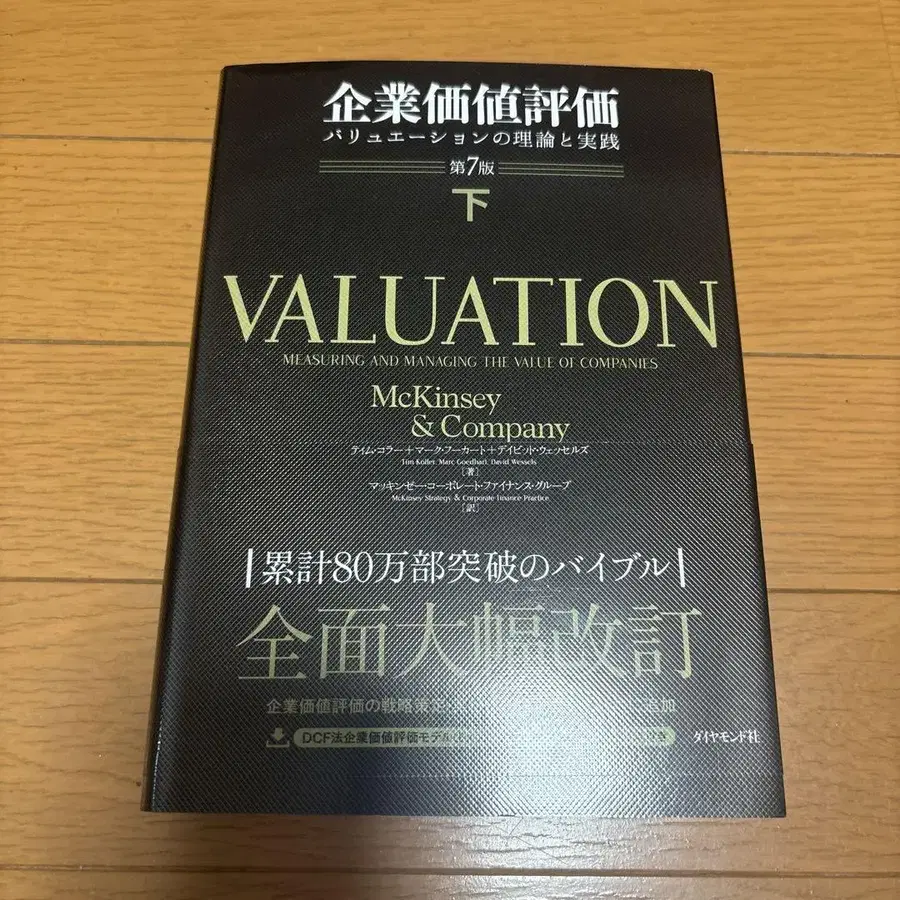 企業価値評価
バリュエーションの理論と実践
第7版
下
VALUATION
MEASURING AND MANAGING THE VALUE OF COMPANIES
McKinsey
& Company
ティム・コラー+マーク・フーカート+デイビッド・ウェッセルズ
Tim Koller, Marc Goedhart, David Wessels
[著]
マッキンゼー・コーポレート・ファイナンス・グループ
McKinsey Strategy & Corporate Finance Practice
[訳]
累計80万部突破のバイブル
全面大幅改訂
企業価値評価の戦略策定 追加
DCF法企業価値評価モデル
ダイヤモンド社